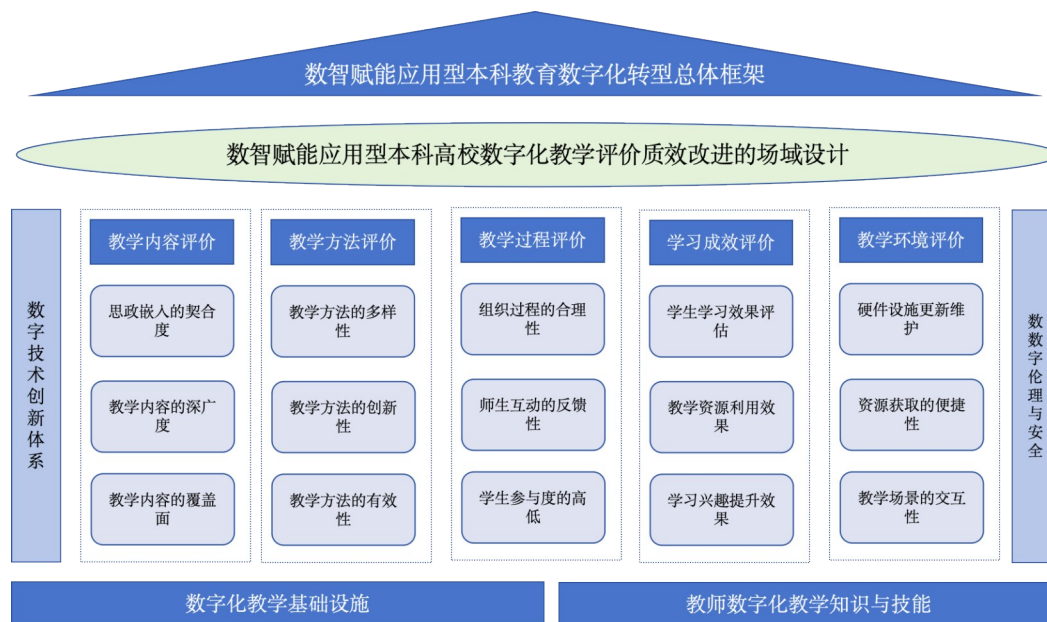 数智赋能应用型本科教育数字化转型总体框架
数智赋能应用型本科高校数字化教学评价质效改进的场域设计
数字技术创新体系
教学内容评价
思政嵌入的契合
度
教学内容的深广
度
教学内容的覆盖
面
教学方法评价
教学方法的多样
性
教学方法的创新
性
教学方法的有效
性
教学过程评价
组织过程的合理
性
师生互动的反馈
性
学生参与度的高
低
学习成效评价
学生学习效果评
估
教学资源利用效
果
学习兴趣提升效
果
教学环境评价
硬件设施更新维
护
资源获取的便捷
性
教学场景的交互
性
数数字伦理与安全
数字化教学基础设施
教师数字化教学知识与技能